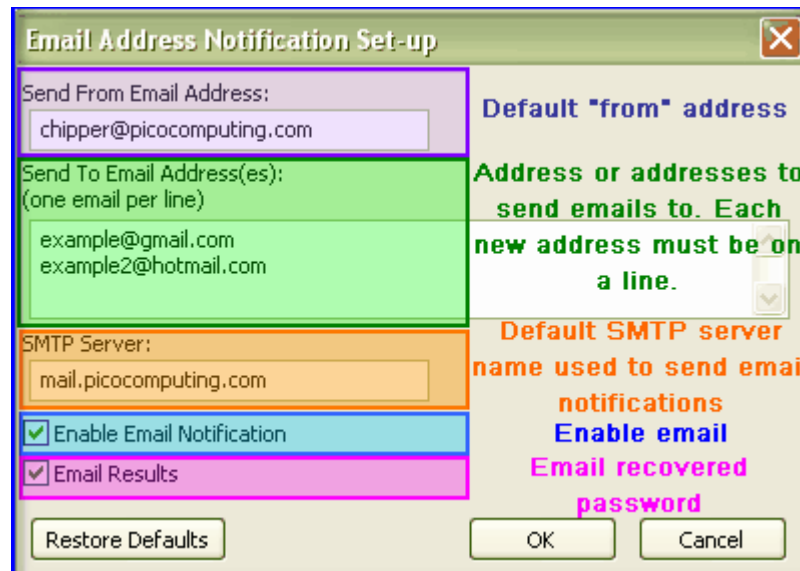 Email Address Notification Set-up
Send From Email Address:
chipper@picocomputing.com
Default "from" address
Send To Email Address(es):
(one email per line)
example@gmail.com
example2@hotmail.com
Address or addresses to
send emails to. Each
new address must be on
a line.
SMTP Server:
mail.picocomputing.com
Default SMTP server
name used to send emai
notifications
Enable Email Notification
Enable email
Email Results
Email recovered
password
Restore Defaults
OK
Cancel